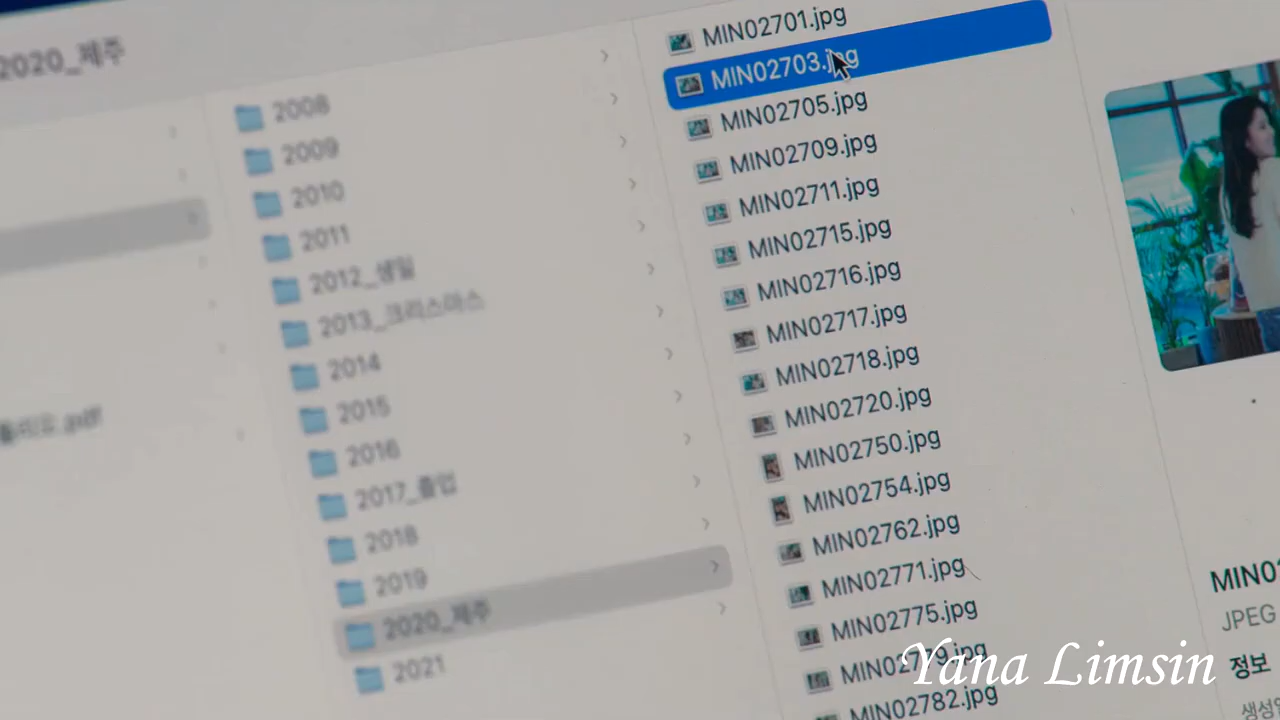 2020_제주
2008
2009
2010
2011
2012_생일
2013_크리스마스
2014
2015
2016
2017_졸업
2018
2019
2020_제주
2021
MIN02701.jpg
MIN02703.jpg
MIN02705.jpg
MIN02709.jpg
MIN02711.jpg
MIN02715.jpg
MIN02716.jpg
MIN02717.jpg
MIN02718.jpg
MIN02720.jpg
MIN02750.jpg
MIN02754.jpg
MIN02762.jpg
MIN02771.jpg
MIN02775.jpg
MIN02779.jpg
MIN02782.jpg
JPEG
정보
Yana Limsin